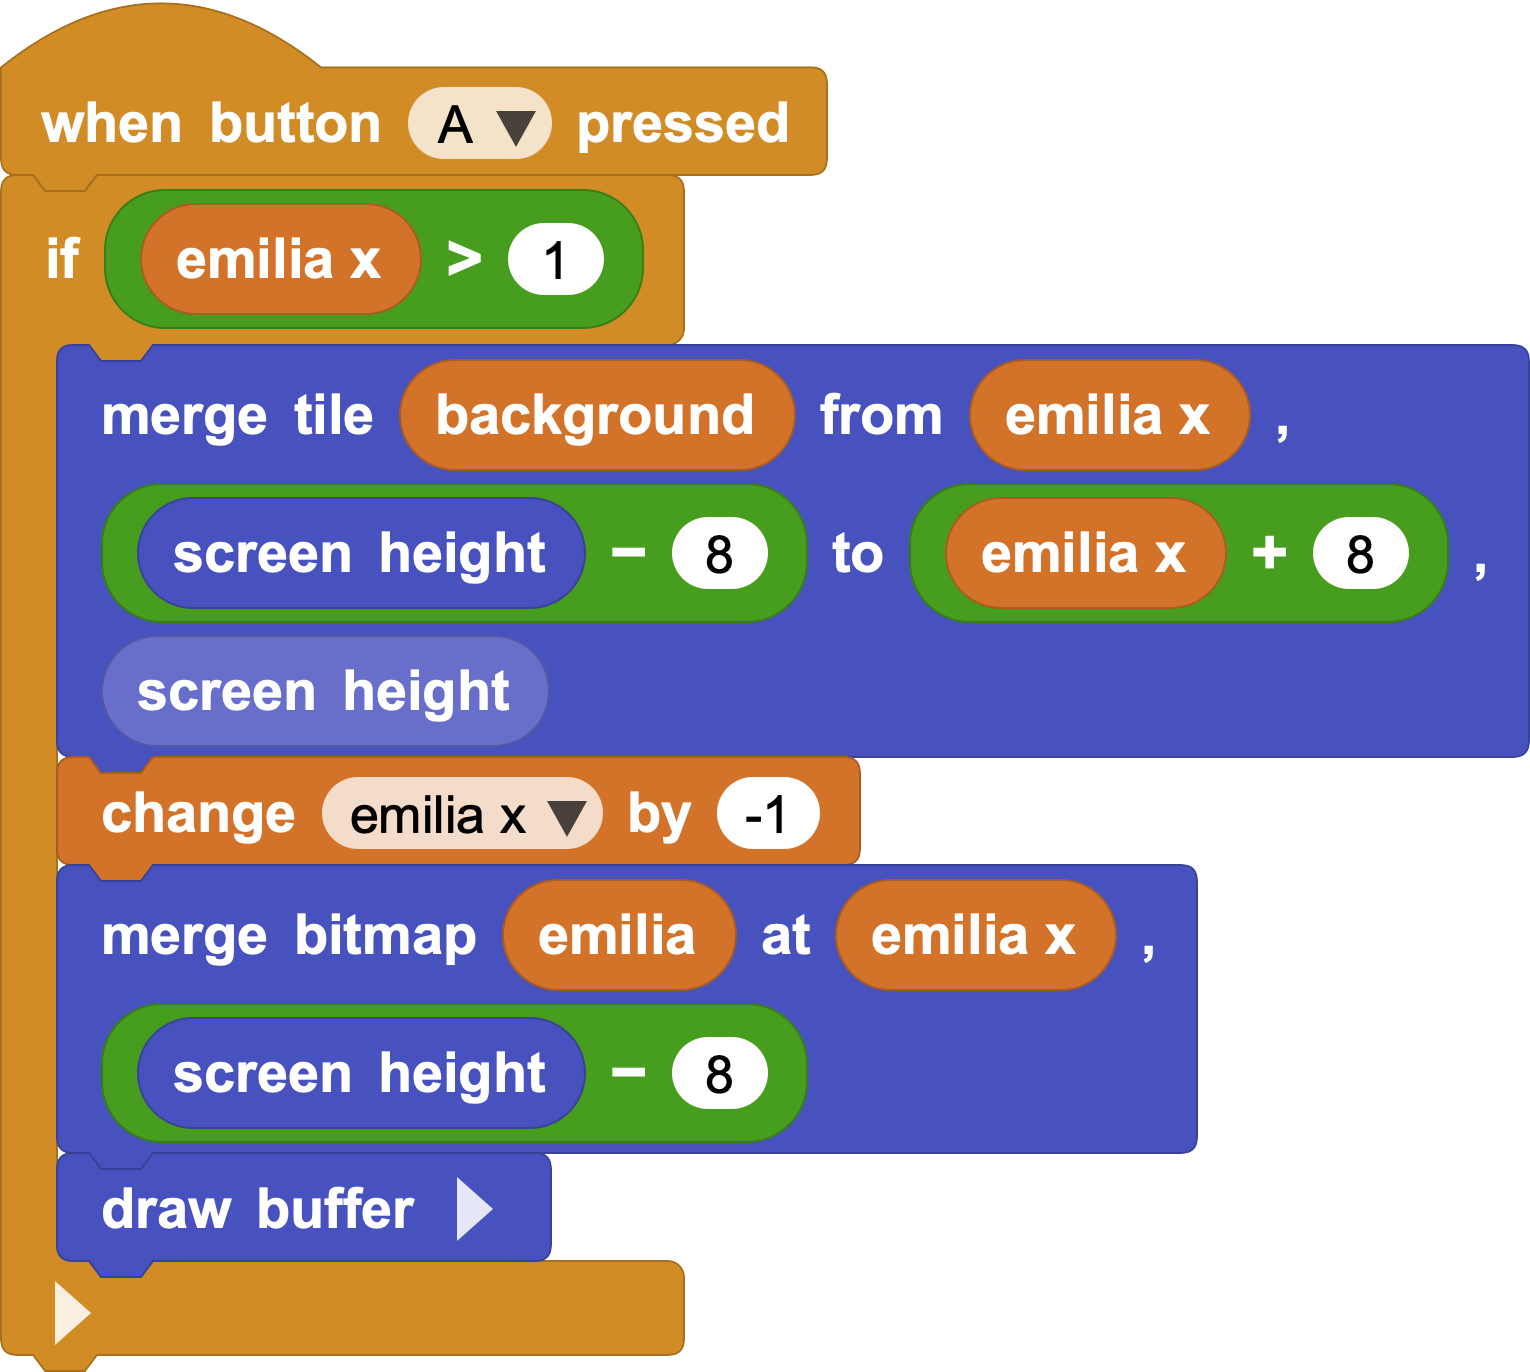 when button A ▼ pressed
if emilia x > 1
merge tile background from emilia x ,
screen height − 8 to emilia x + 8 ,
screen height
change emilia x ▼ by -1
merge bitmap emilia at emilia x ,
screen height − 8
draw buffer